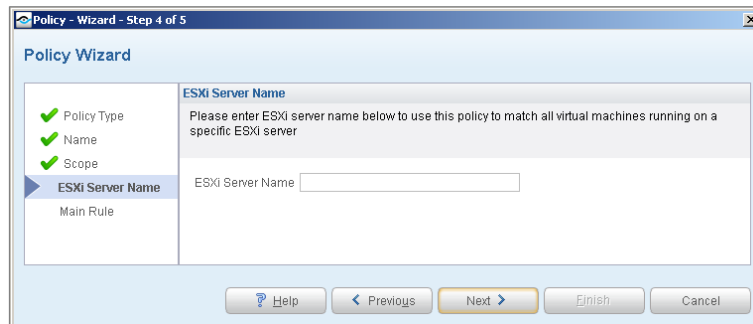 Policy - Wizard - Step 4 of 5
Policy Wizard
Policy Type
Name
Scope
ESXi Server Name
Main Rule
ESXi Server Name
Please enter ESXi server name below to use this policy to match all virtual machines running on a
specific ESXi server
ESXi Server Name
Help
Previous
Next
Finish
Cancel